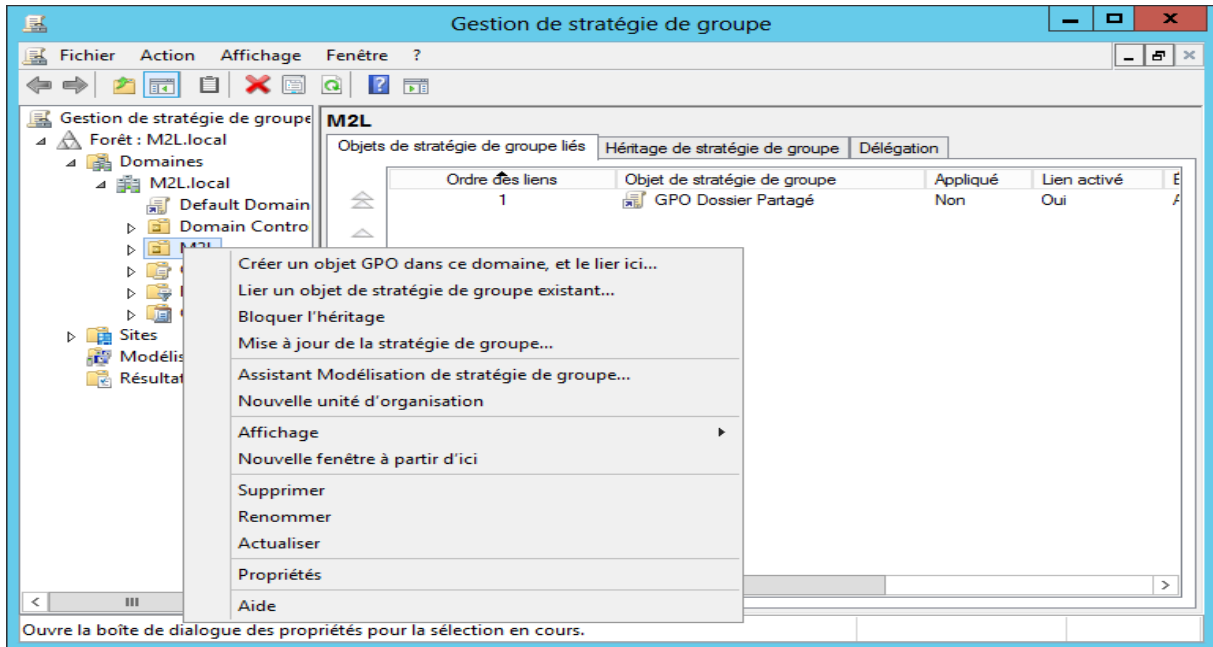 Gestion de stratégie de groupe
Fichier Action Affichage Fenêtre ?
Gestion de stratégie de groupe
Forêt : M2L.local
Domaines
M2L.local
Default Domain
Domain Contro
M2L
Sites
Modélis
Résultat
M2L
Objets de stratégie de groupe liés Héritage de stratégie de groupe Délégation
Ordre des liens Objet de stratégie de groupe Appliqué Lien activé
1 GPO Dossier Partagé Non Oui
Créer un objet GPO dans ce domaine, et le lier ici...
Lier un objet de stratégie de groupe existant...
Bloquer l'héritage
Mise à jour de la stratégie de groupe...
Assistant Modélisation de stratégie de groupe...
Nouvelle unité d'organisation
Affichage
Nouvelle fenêtre à partir d'ici
Supprimer
Renommer
Actualiser
Propriétés
Aide
Ouvre la boîte de dialogue des propriétés pour la sélection en cours.